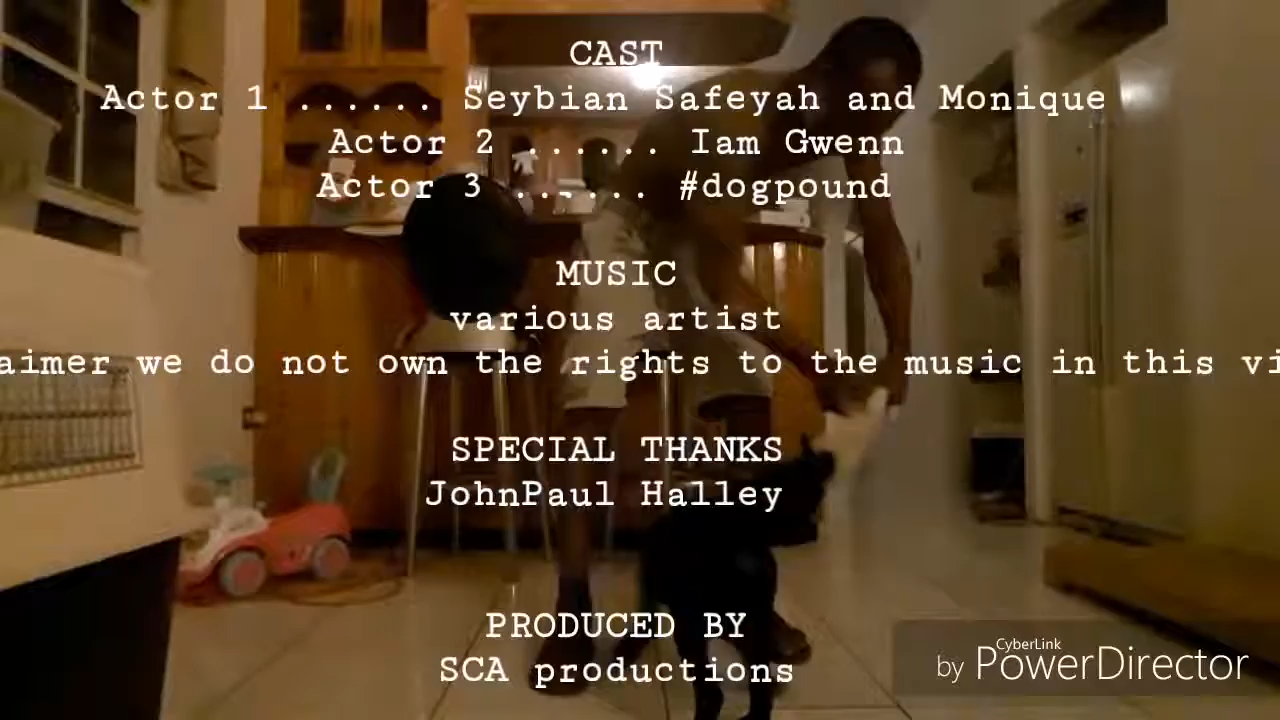 CAST
Actor 1 ...... Seybian Safeyah and Monique
Actor 2 ...... Iam Gwenn
Actor 3 ...... #dogpound
MUSIC
various artist
aimer we do not own the rights to the music in this vi
SPECIAL THANKS
JohnPaul Halley
PRODUCED BY
SCA productions
CyberLink
by PowerDirector